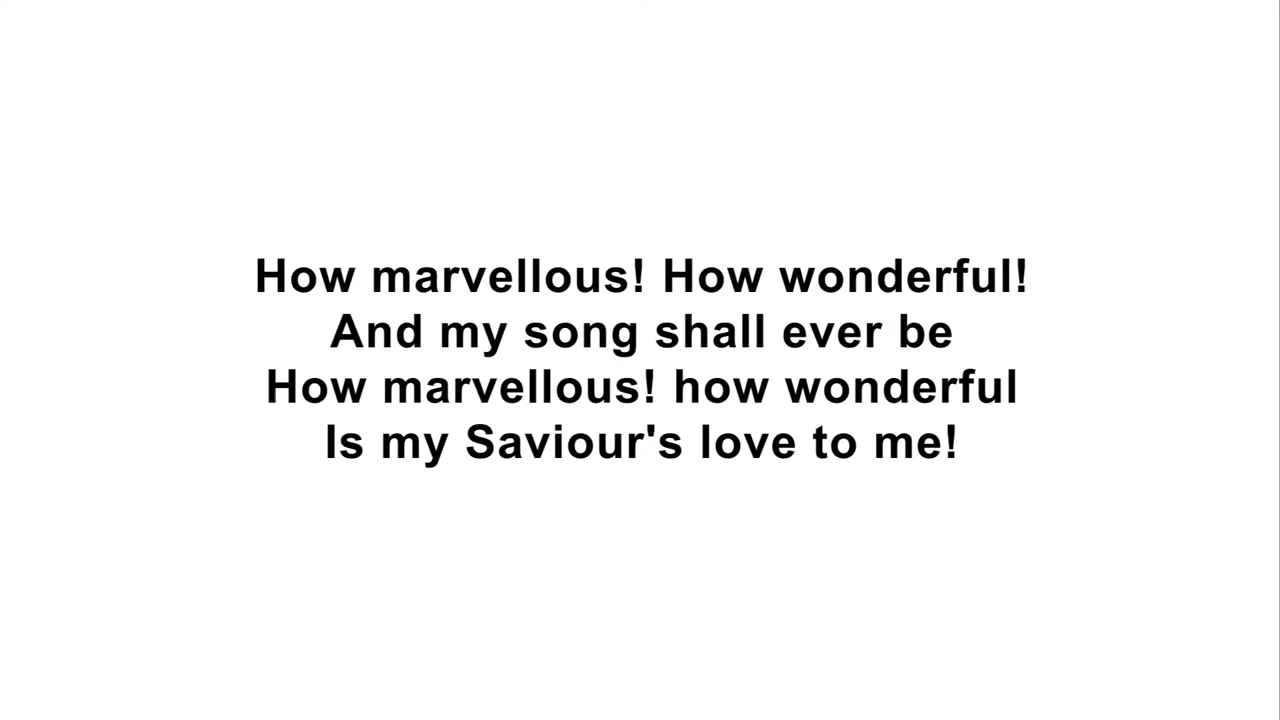 How marvellous! How wonderful!
And my song shall ever be
How marvellous! how wonderful
Is my Saviour's love to me!